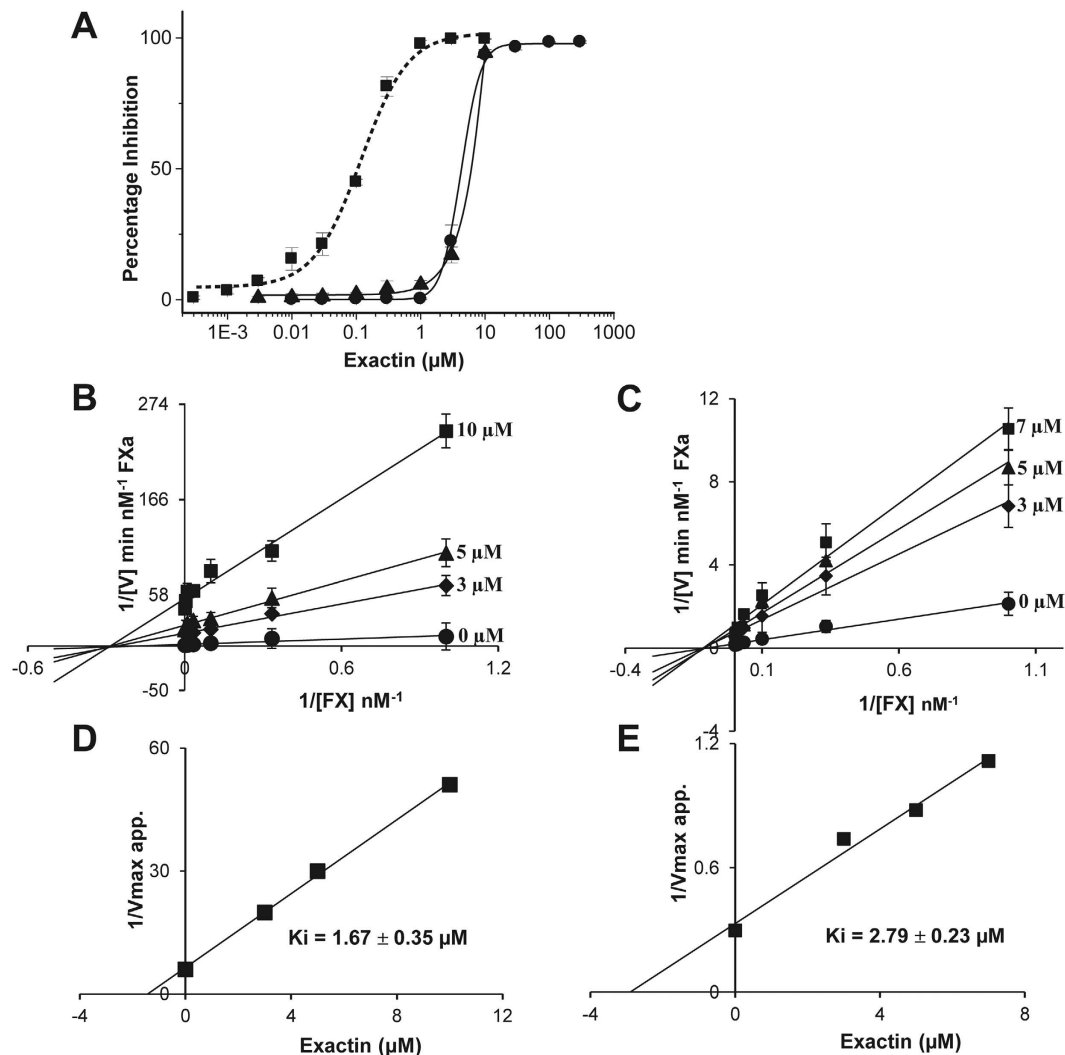 A
100
50
0
Percentage Inhibition
1E-3 0.01 0.1 1 10 100 1000
Exactin (µM)
B
274
166
58
-50
1/[V] min nM⁻¹ FXa
10 µM
5 µM
3 µM
0 µM
-0.6 0.6 1.2
1/[FX] nM⁻¹
C
12
8
4
0
-4
1/[V] min nM⁻¹ FXa
7 µM
5 µM
3 µM
0 µM
-0.4 0.1 0.6 1.1
1/[FX] nM⁻¹
D
60
30
0
1/Vmax app.
Ki = 1.67 ± 0.35 µM
-4 0 4 8 12
Exactin (µM)
E
1.2
0.6
0
1/Vmax app.
Ki = 2.79 ± 0.23 µM
-4 0 4 8
Exactin (µM)